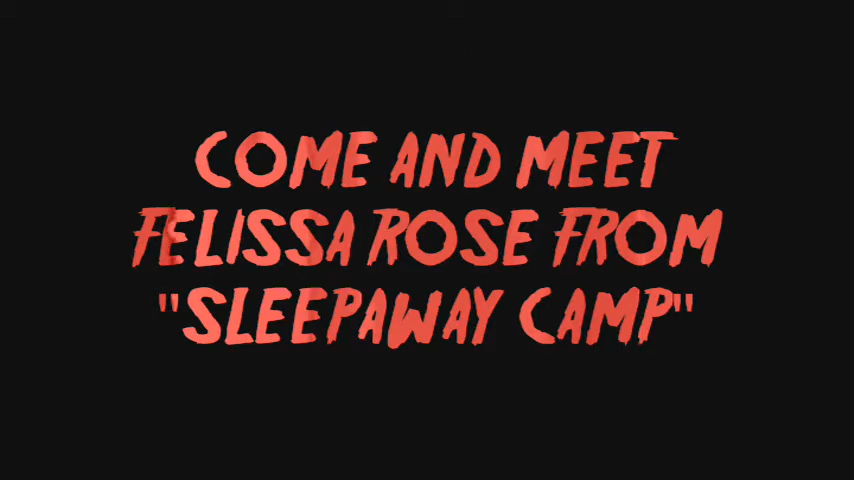 COME AND MEET
FELISSA ROSE FROM
"SLEEPAWAY CAMP"